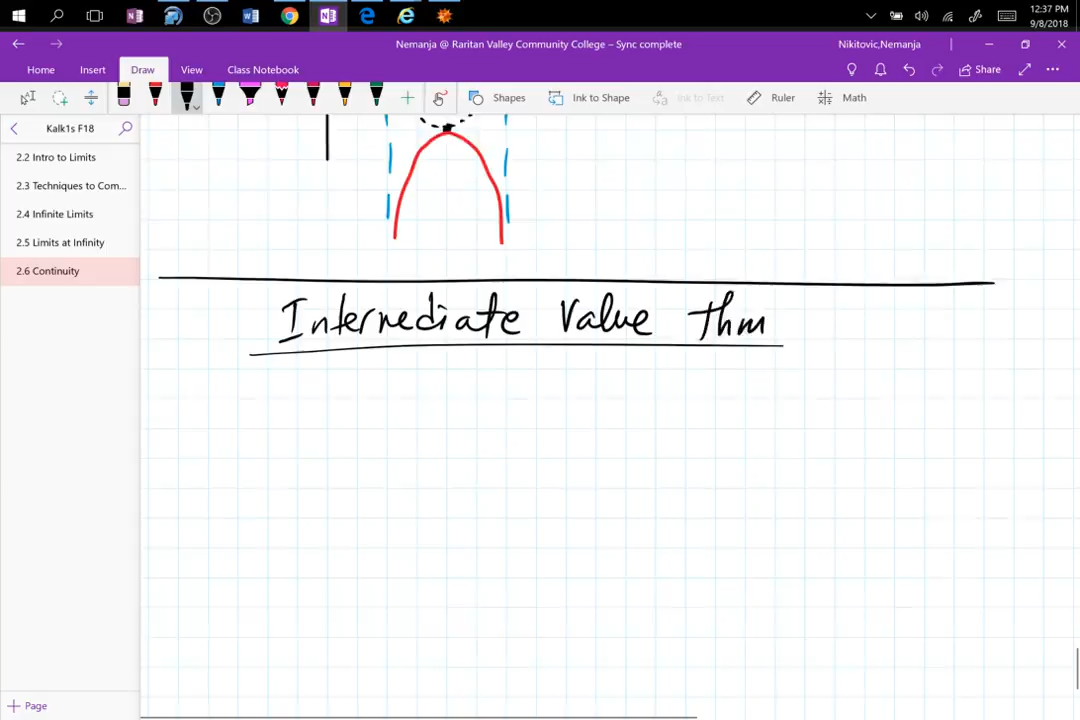 12:37 PM
9/8/2018
Nemanja @ Raritan Valley Community College – Sync complete
Nikitovic,Nemanja
Home Insert Draw View Class Notebook
Share
Shapes Ink to Shape Ink to Text Ruler Math
Kalk1s F18
2.2 Intro to Limits
2.3 Techniques to Com...
2.4 Infinite Limits
2.5 Limits at Infinity
2.6 Continuity
Intermediate Value Thm
+ Page